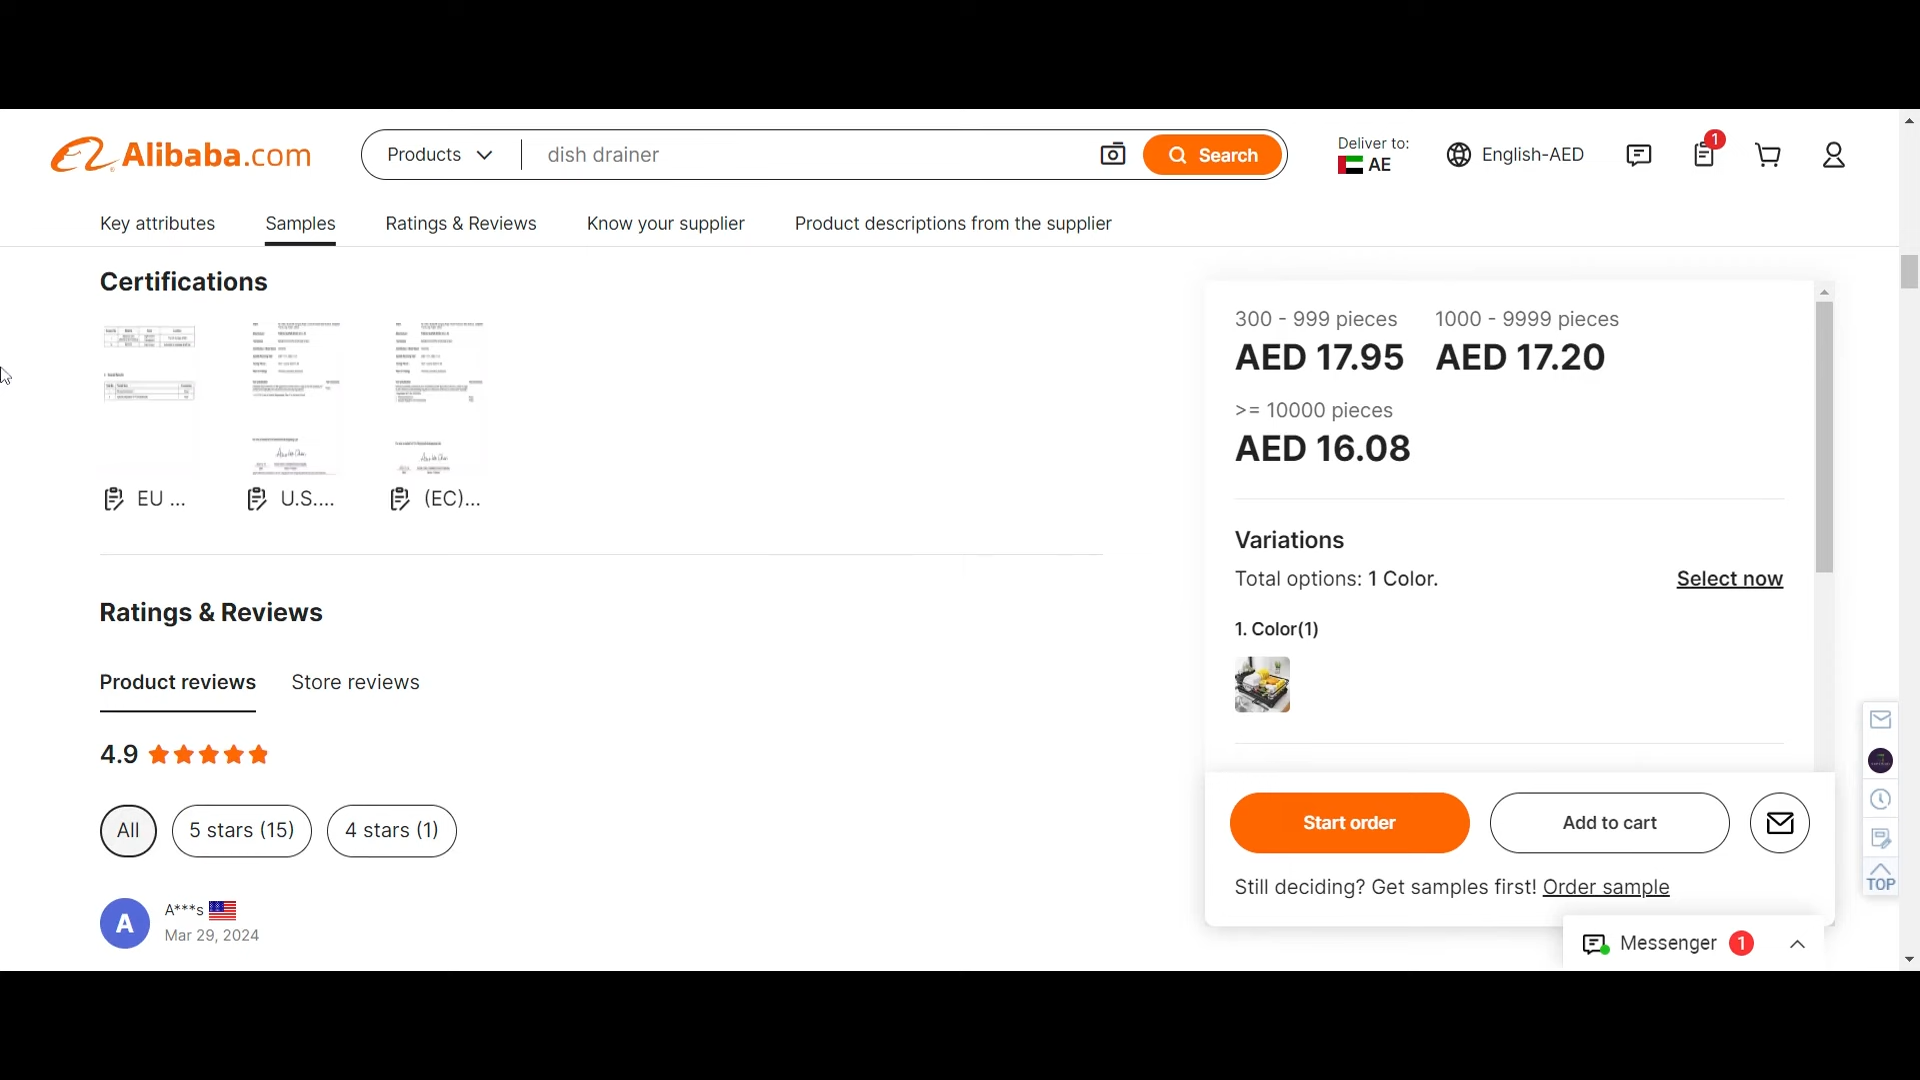 Alibaba.com
Products
dish drainer
Search
Deliver to:
AE
English-AED
1
Key attributes
Samples
Ratings & Reviews
Know your supplier
Product descriptions from the supplier
Certifications
EU ...
U.S....
(EC)...
Ratings & Reviews
Product reviews
Store reviews
4.9
All
5 stars (15)
4 stars (1)
A
A***s
Mar 29, 2024
300 - 999 pieces
AED 17.95
1000 - 9999 pieces
AED 17.20
>= 10000 pieces
AED 16.08
Variations
Total options: 1 Color.
Select now
1. Color(1)
Start order
Add to cart
Still deciding? Get samples first! Order sample
TOP
Messenger
1